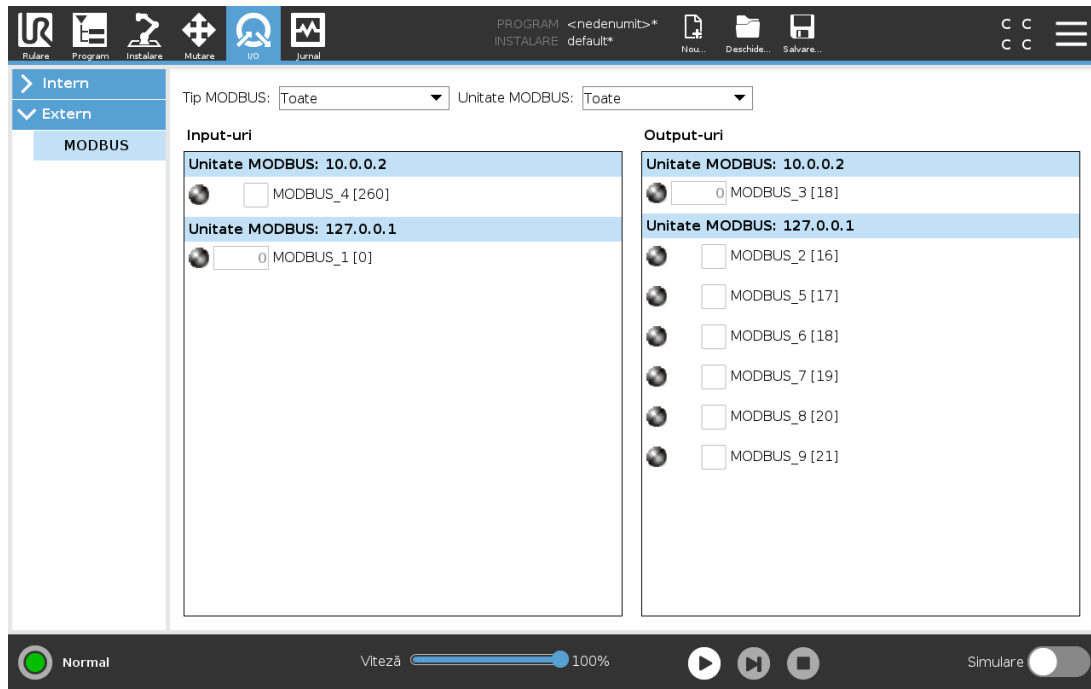 PROGRAM <nedenumit>*
INSTALARE default*
C C
C C
Rulare Program Instalare Mutare I/O Jurnal Nou... Deschide... Salvare...
Intern
Extern
MODBUS
Tip MODBUS: Toate Unitate MODBUS: Toate
Input-uri
Unitate MODBUS: 10.0.0.2
MODBUS_4 [260]
Unitate MODBUS: 127.0.0.1
0 MODBUS_1 [0]
Output-uri
Unitate MODBUS: 10.0.0.2
0 MODBUS_3 [18]
Unitate MODBUS: 127.0.0.1
MODBUS_2 [16]
MODBUS_5 [17]
MODBUS_6 [18]
MODBUS_7 [19]
MODBUS_8 [20]
MODBUS_9 [21]
Normal Viteză 100% Simulare